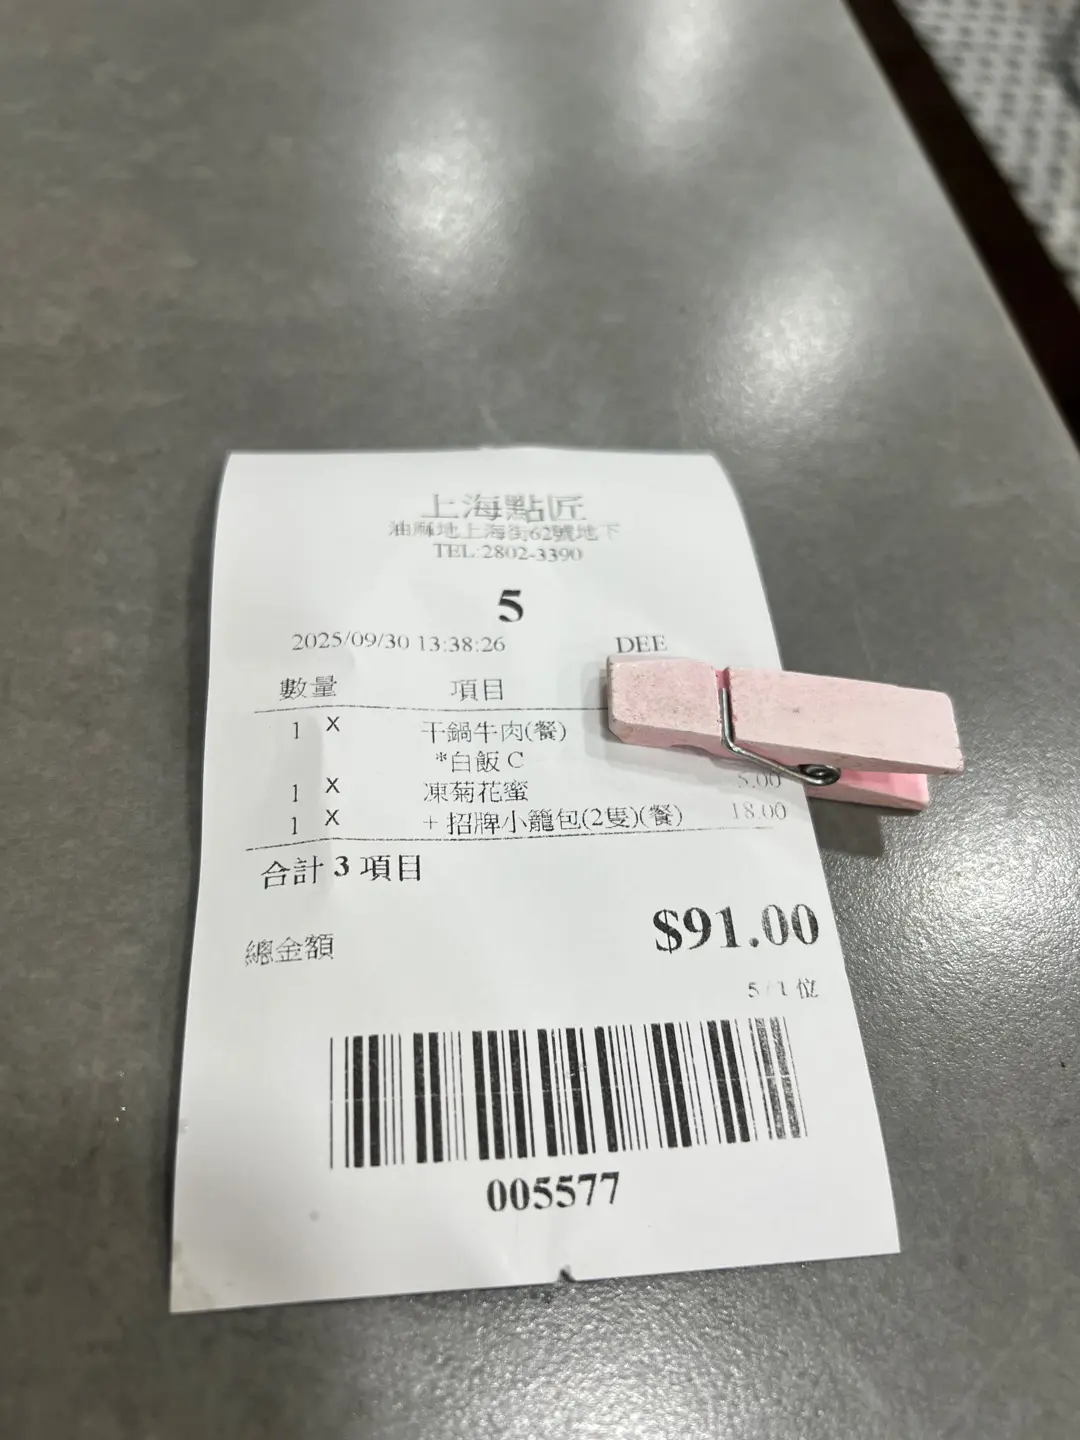 上海點匠
油麻地上海街62號地下
TEL:2802-3390
5
2025/09/30 13:38:26 DEE
數量 項目
1 X 干鍋牛肉(餐)
*白飯 C
1 X 凍菊花蜜 5.00
1 X + 招牌小籠包(2隻)(餐) 18.00
合計 3 項目
總金額 $91.00
5 / 1 位
005577